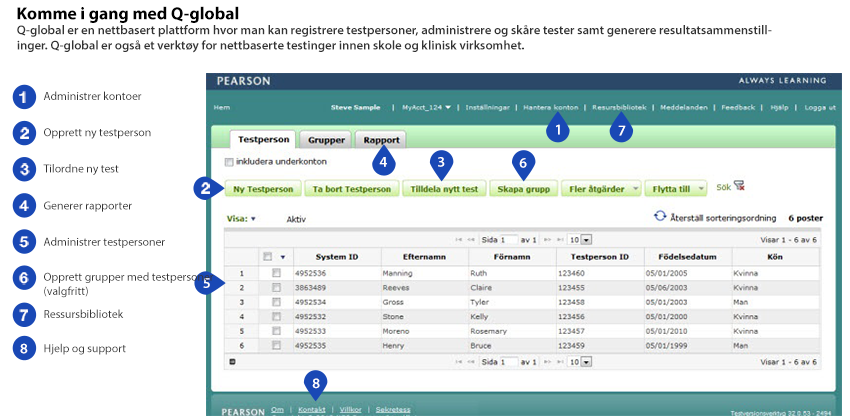 Komme i gang med Q-global
Q-global er en nettbasert plattform hvor man kan registrere testpersoner, administrere og skåre tester samt generere resultatsammenstill-
inger. Q-global er også et verktøy for nettbaserte testinger innen skole og klinisk virksomhet.
1 Administrer kontoer
2 Opprett ny testperson
3 Tilordne ny test
4 Generer rapporter
5 Administrer testpersoner
6 Opprett grupper med testperso
(valgfritt)
7 Ressursbibliotek
8 Hjelp og support
PEARSON ALWAYS LEARNING
Hem Steve Sample | MyAcct_124 | Inställningar | Hantera konton | Resursbibliotek | Meddelanden | Feedback | Hjälp | Logga ut
1 7
Testperson Grupper Rapport
4 3 6
inkludera underkonton
2 Ny Testperson Ta bort Testperson Tilldela nytt test Skapa grupp Fler åtgärder Flytta till Sök
Visa: Aktiv Återställ sorteringsordning 6 poster
Sida 1 av 1 10 Visar 1 - 6 av 6
System ID Efternamn Förnamn Testperson ID Födelsedatum Kön
1 4952536 Manning Ruth 123460 05/01/2005 Kvinna
5 2 3863489 Reeves Claire 123455 05/06/2003 Kvinna
3 4952534 Gross Tyler 123458 05/01/2003 Man
4 4952532 Stone Kelly 123456 05/01/2000 Kvinna
5 4952533 Moreno Rosemary 123457 05/01/2010 Kvinna
6 4952535 Henry Bruce 123459 05/01/1999 Man
Sida 1 av 1 10 Visar 1 - 6 av 6
8
PEARSON Om | Kontakt | Villkor | Sekretess
Testversionsverktyg 32.0.53 - 2494